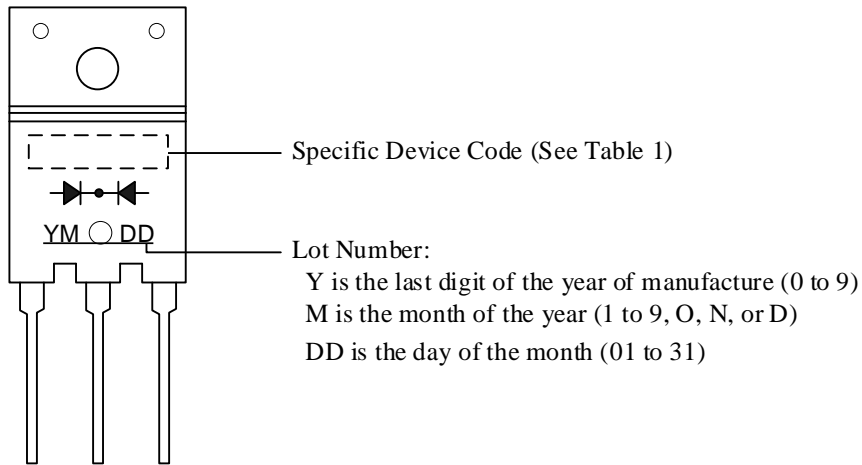 Specific Device Code (See Table 1)
YM DD
Lot Number:
Y is the last digit of the year of manufacture (0 to 9)
M is the month of the year (1 to 9, O, N, or D)
DD is the day of the month (01 to 31)